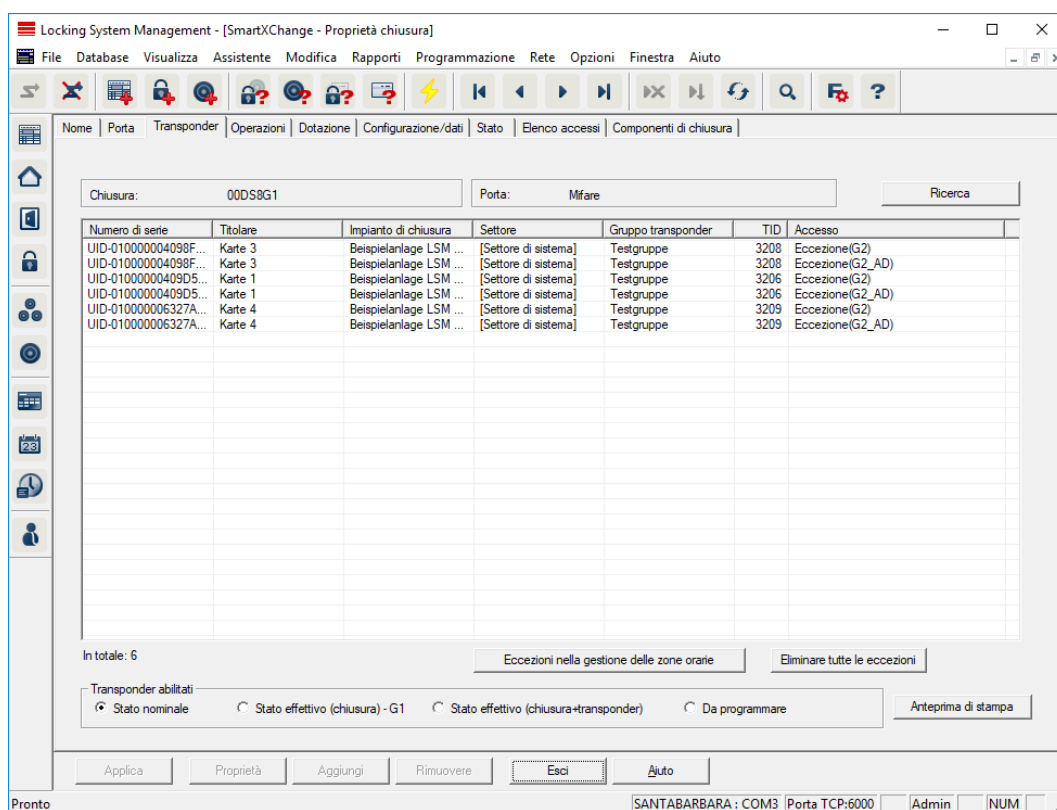 Locking System Management - [SmartXChange - Proprietà chiusura]
File Database Visualizza Assistente Modifica Rapporti Programmazione Rete Opzioni Finestra Aiuto
Nome Porta Transponder Operazioni Dotazione Configurazione/dati Stato Elenco accessi Componenti di chiusura
Chiusura: 00DS8G1 Porta: Mifare Ricerca
Numero di serie Titolare Impianto di chiusura Settore Gruppo transponder TID Accesso
UID-010000004098F... Karte 3 Beispielanlage LSM ... [Settore di sistema] Testgruppe 3208 Eccezione(G2)
UID-010000004098F... Karte 3 Beispielanlage LSM ... [Settore di sistema] Testgruppe 3208 Eccezione(G2_AD)
UID-01000000409D5... Karte 1 Beispielanlage LSM ... [Settore di sistema] Testgruppe 3206 Eccezione(G2)
UID-01000000409D5... Karte 1 Beispielanlage LSM ... [Settore di sistema] Testgruppe 3206 Eccezione(G2_AD)
UID-010000006327A... Karte 4 Beispielanlage LSM ... [Settore di sistema] Testgruppe 3209 Eccezione(G2)
UID-010000006327A... Karte 4 Beispielanlage LSM ... [Settore di sistema] Testgruppe 3209 Eccezione(G2_AD)
In totale: 6 Eccezioni nella gestione delle zone orarie Eliminare tutte le eccezioni
Transponder abilitati
Stato nominale Stato effettivo (chiusura) - G1 Stato effettivo (chiusura+transponder) Da programmare Anteprima di stampa
Applica Proprietà Aggiungi Rimuovere Esci Aiuto
Pronto SANTABARBARA : COM3 Porta TCP:6000 Admin NUM